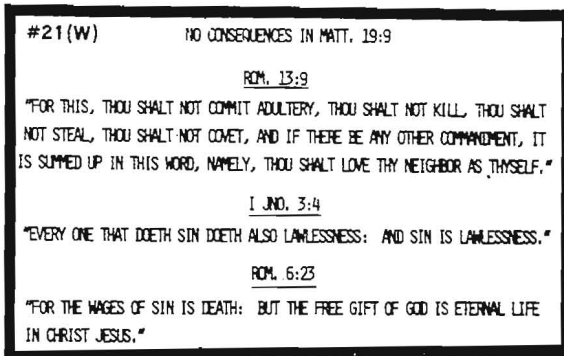 #21(W) NO CONSEQUENCES IN MATT. 19:9
ROM. 13:9
"FOR THIS, THOU SHALT NOT COMMIT ADULTERY, THOU SHALT NOT KILL, THOU SHALT
NOT STEAL, THOU SHALT NOT COVET, AND IF THERE BE ANY OTHER COMMANDMENT, IT
IS SUMMED UP IN THIS WORD, NAMELY, THOU SHALT LOVE THY NEIGHBOR AS THYSELF."
I JNO. 3:4
"EVERY ONE THAT DOETH SIN DOETH ALSO LAWLESSNESS: AND SIN IS LAWLESSNESS."
ROM. 6:23
"FOR THE WAGES OF SIN IS DEATH: BUT THE FREE GIFT OF GOD IS ETERNAL LIFE
IN CHRIST JESUS."